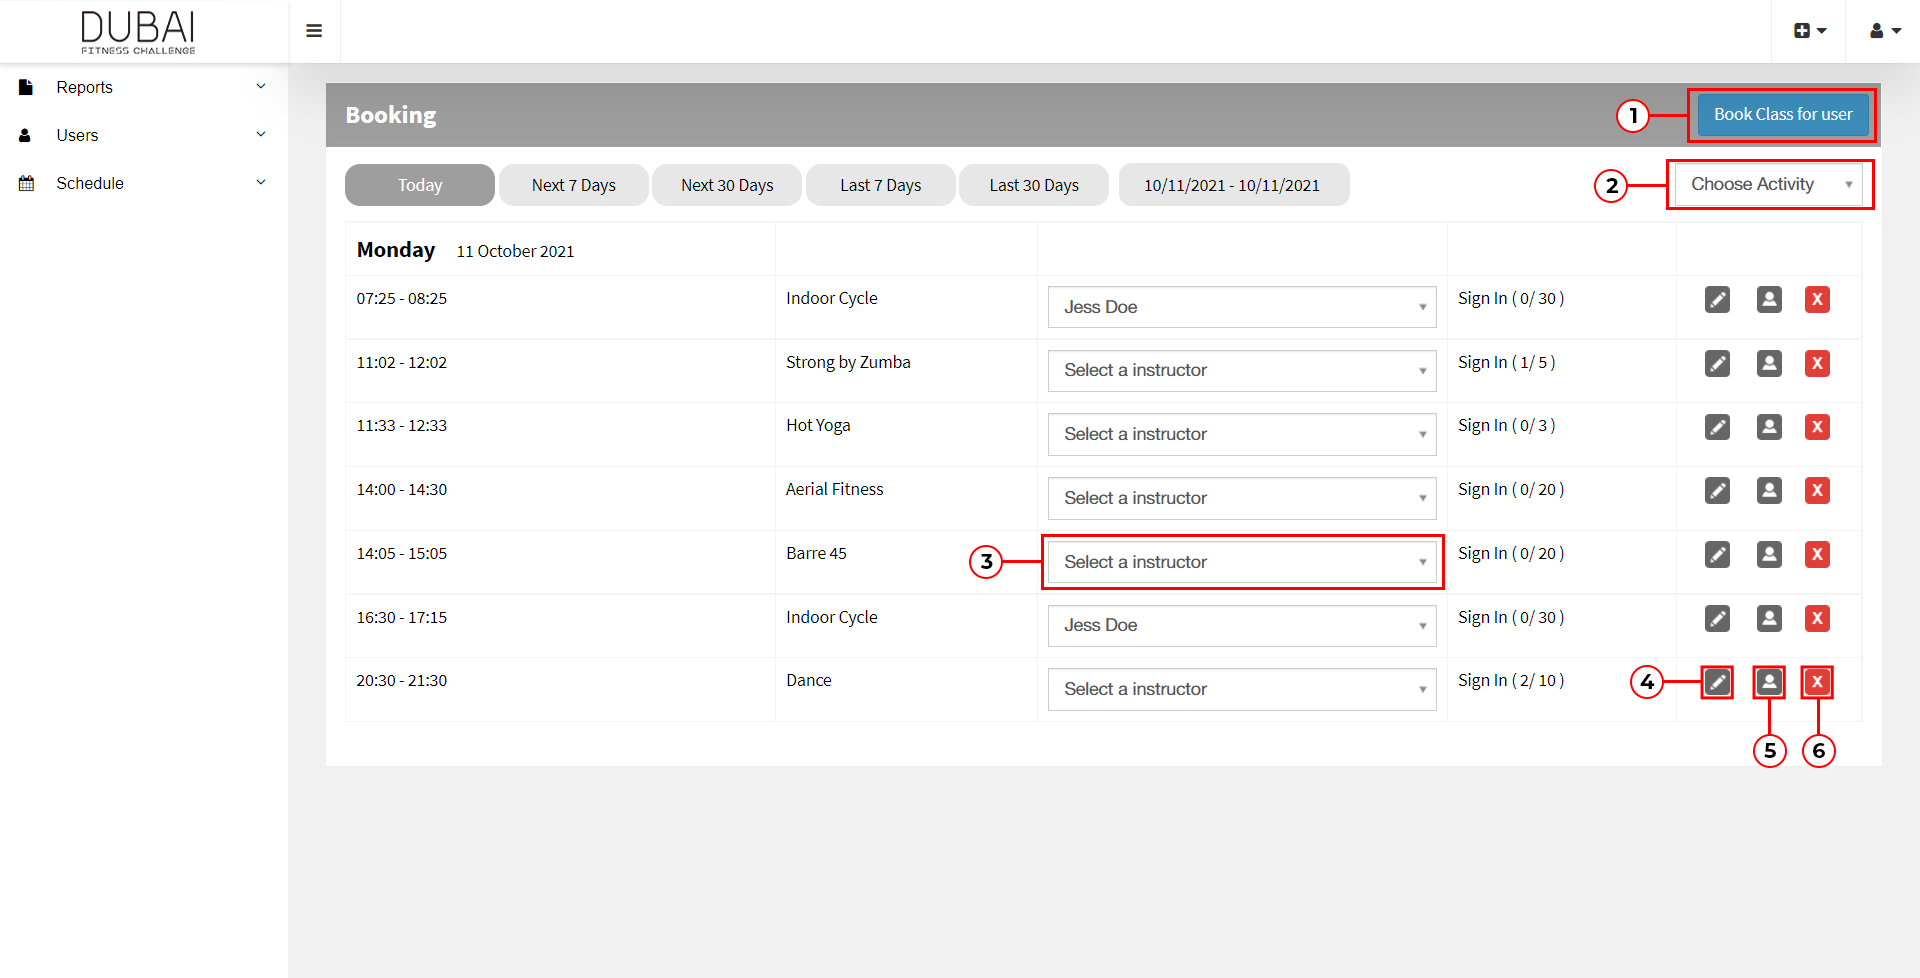 DUBAI
FITNESS CHALLENGE
Reports
Users
Schedule
Booking
1
Book Class for user
Today
Next 7 Days
Next 30 Days
Last 7 Days
Last 30 Days
10/11/2021 - 10/11/2021
2
Choose Activity
Monday 11 October 2021
07:25 - 08:25 Indoor Cycle Jess Doe Sign In ( 0/ 30 ) X
11:02 - 12:02 Strong by Zumba Select a instructor Sign In ( 1/ 5 ) X
11:33 - 12:33 Hot Yoga Select a instructor Sign In ( 0/ 3 ) X
14:00 - 14:30 Aerial Fitness Select a instructor Sign In ( 0/ 20 ) X
14:05 - 15:05 Barre 45 3 Select a instructor Sign In ( 0/ 20 ) X
16:30 - 17:15 Indoor Cycle Jess Doe Sign In ( 0/ 30 ) X
20:30 - 21:30 Dance Select a instructor Sign In ( 2/ 10 ) 4 X
5 6